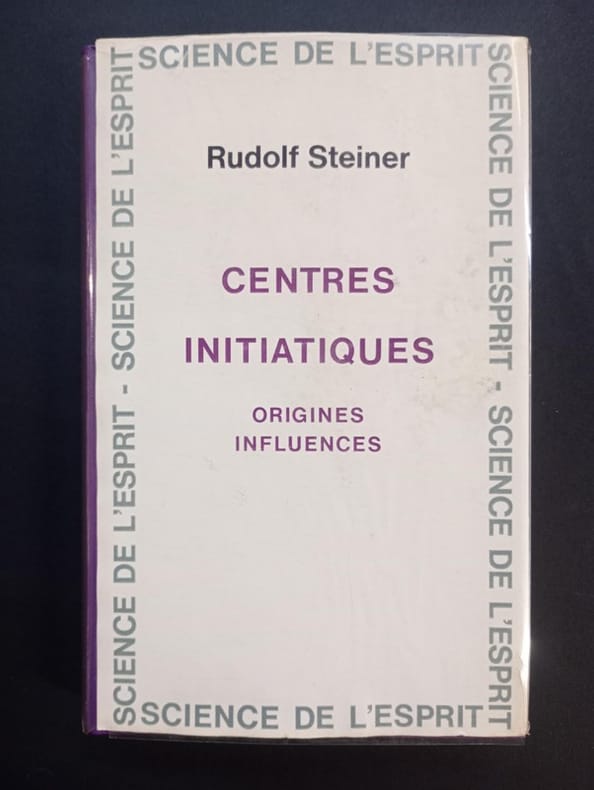 SCIENCE DE L'ESPRIT
Rudolf Steiner
CENTRES
INITIATIQUES
ORIGINES
INFLUENCES
SCIENCE DE L'ESPRIT - SCIENCE DE L'ESPRIT
SCIENCE DE L'ESPRIT - SCIENCE DE L'ESPRIT
SCIENCE DE L'ESPRIT